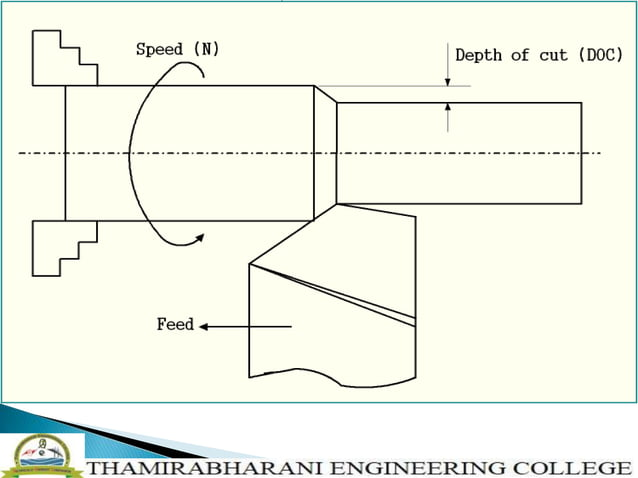 Speed (N)
Depth of cut (DOC)
Feed
THAMIRABHARANI ENGINEERING COLLEGE